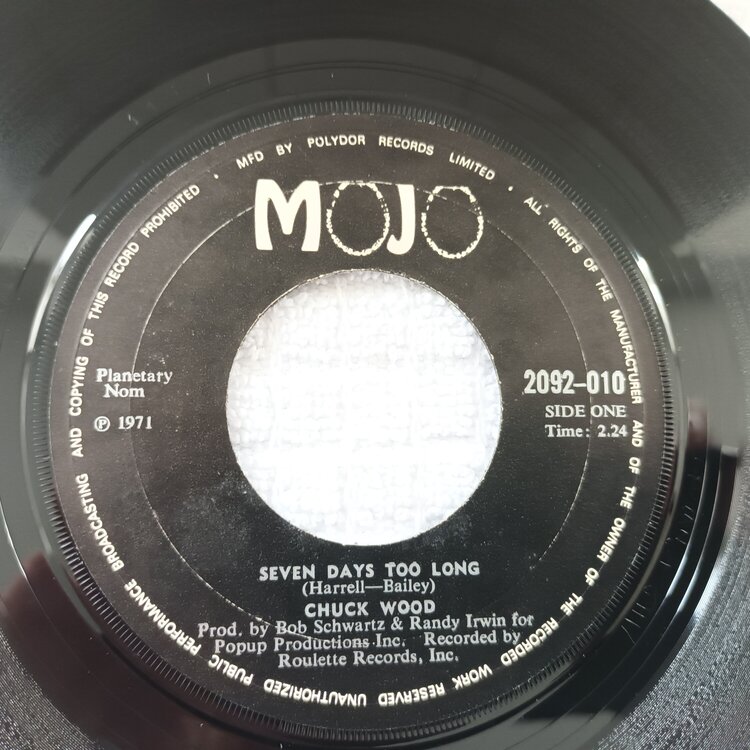 MFD BY POLYDOR RECORDS LIMITED · ALL RIGHTS OF THE MANUFACTURER AND OF THE OWNER OF THE RECORDED WORK RESERVED UNAUTHORIZED PUBLIC PERFORMANCE BROADCASTING AND COPYING OF THIS RECORD PROHIBITED ·
MOJO
Planetary
Nom
℗ 1971
2092-010
SIDE ONE
Time: 2.24
SEVEN DAYS TOO LONG
(Harrell—Bailey)
CHUCK WOOD
Prod. by Bob Schwartz & Randy Irwin for
Popup Productions Inc. Recorded by
Roulette Records, Inc.